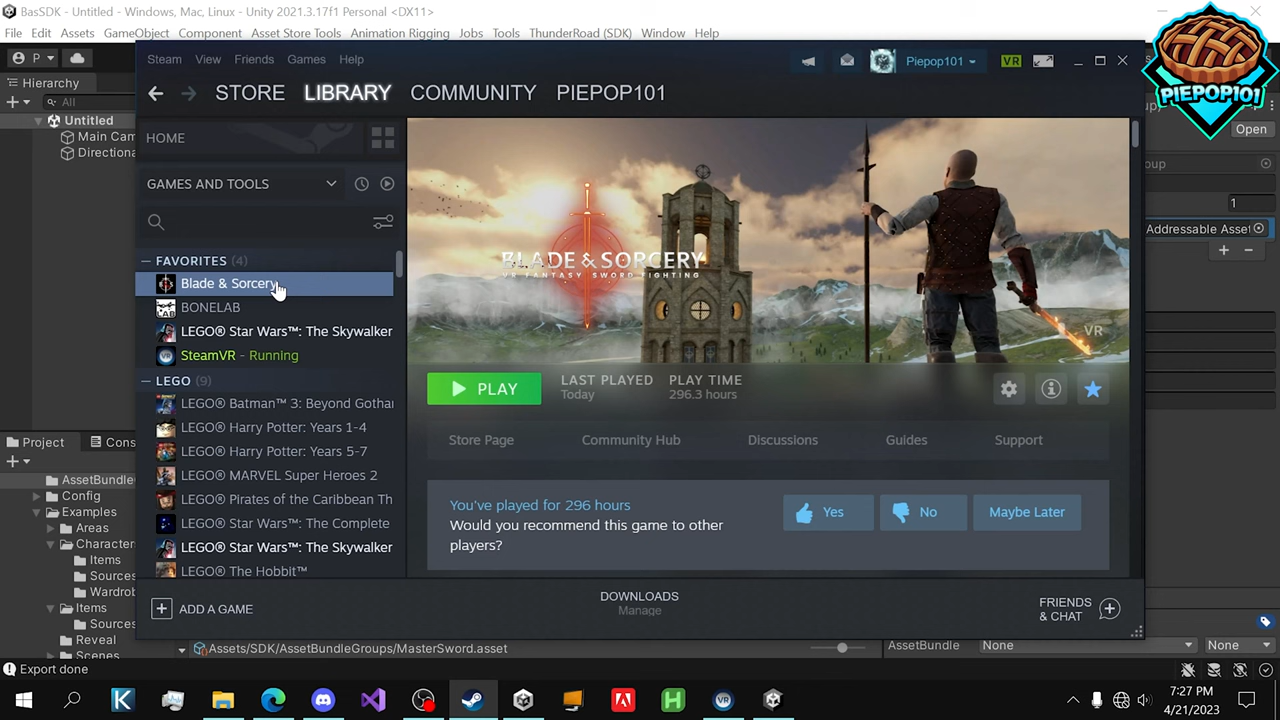 BasSDK - Untitled - Windows, Mac, Linux - Unity 2021.3.17f1 Personal <DX11>
File Edit Assets GameObject Component Asset Store Tools Animation Rigging Jobs Tools ThunderRoad (SDK) Window Help
P
Steam View Friends Games Help
Piepop101
VR
PIEPOP101
Hierarchy
All
STORE LIBRARY COMMUNITY PIEPOP101
Untitled
Main Cam
Directiona
Open
HOME
GAMES AND TOOLS
1
Addressable Asset
FAVORITES (4)
Blade & Sorcery
BONELAB
LEGO® Star Wars™: The Skywalker
SteamVR - Running
BLADE & SORCERY
VR FANTASY SWORD FIGHTING
VR
LEGO (9)
LEGO® Batman™ 3: Beyond Gothar
LEGO® Harry Potter: Years 1-4
LEGO® Harry Potter: Years 5-7
LEGO® MARVEL Super Heroes 2
LEGO® Pirates of the Caribbean Th
LEGO® Star Wars™: The Complete
LEGO® Star Wars™: The Skywalker
LEGO® The Hobbit™
PLAY
LAST PLAYED
Today
PLAY TIME
296.3 hours
Store Page Community Hub Discussions Guides Support
You've played for 296 hours
Would you recommend this game to other
players?
Yes No Maybe Later
Project Cons
AssetBundle
Config
Examples
Areas
Character
Items
Sources
Wardro
Items
Sources
Reveal
Scenes
ADD A GAME
DOWNLOADS
Manage
FRIENDS
& CHAT
Assets/SDK/AssetBundleGroups/MasterSword.asset
AssetBundle None None
Export done
7:27 PM
4/21/2023